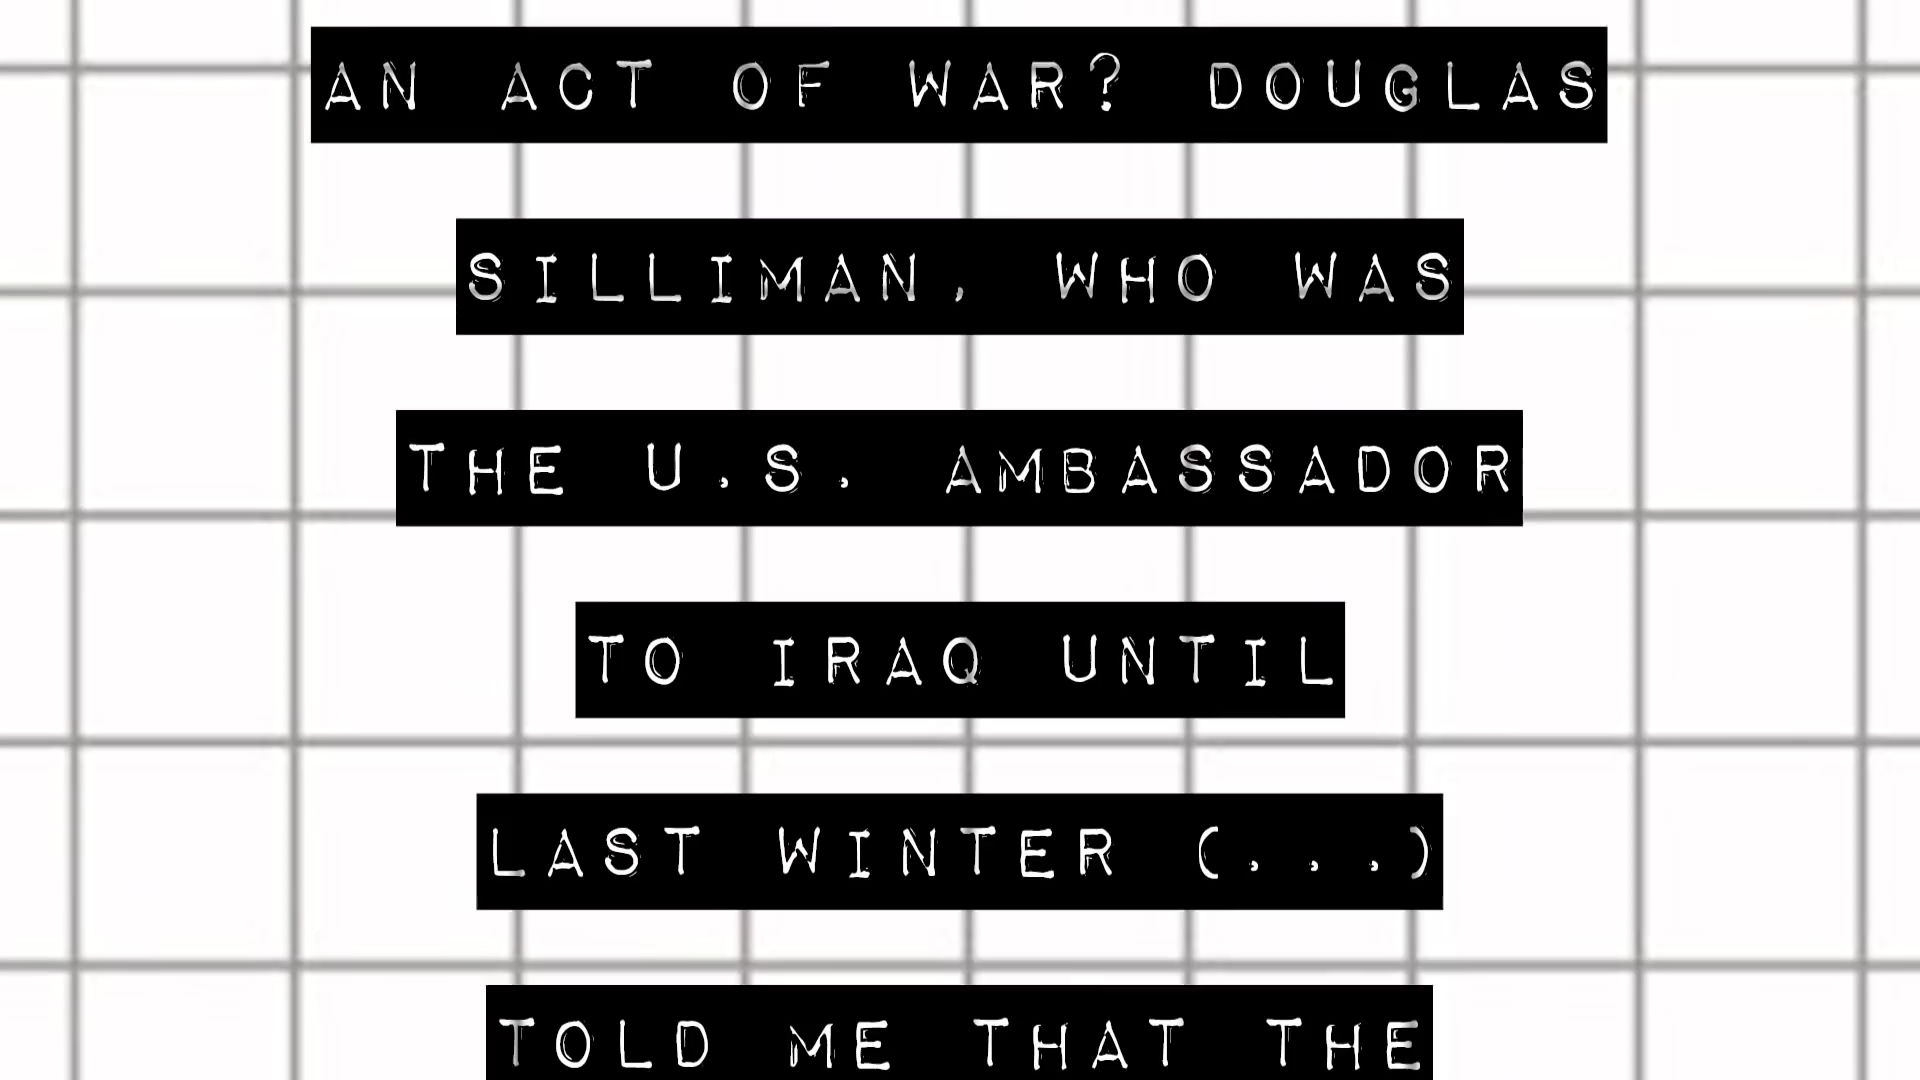 AN ACT OF WAR? DOUGLAS
SILLIMAN, WHO WAS
THE U.S. AMBASSADOR
TO IRAQ UNTIL
LAST WINTER (...)
TOLD ME THAT THE